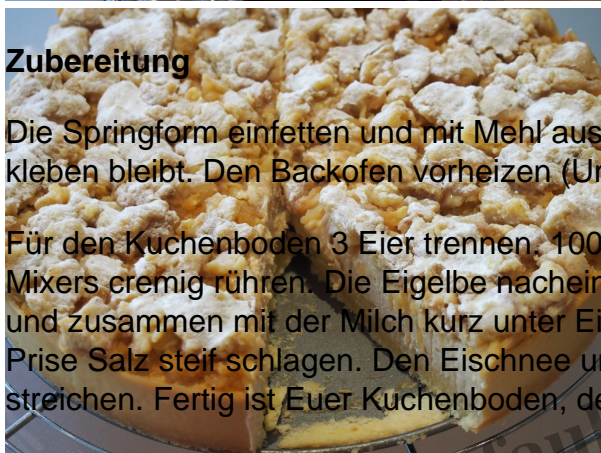 Zubereitung
Die Springform einfetten und mit Mehl aus
kleben bleibt. Den Backofen vorheizen (Un
Für den Kuchenboden 3 Eier trennen. 100
Mixers cremig rühren. Die Eigelbe nachein
und zusammen mit der Milch kurz unter Ei
Prise Salz steif schlagen. Den Eischnee u
streichen. Fertig ist Euer Kuchenboden, de